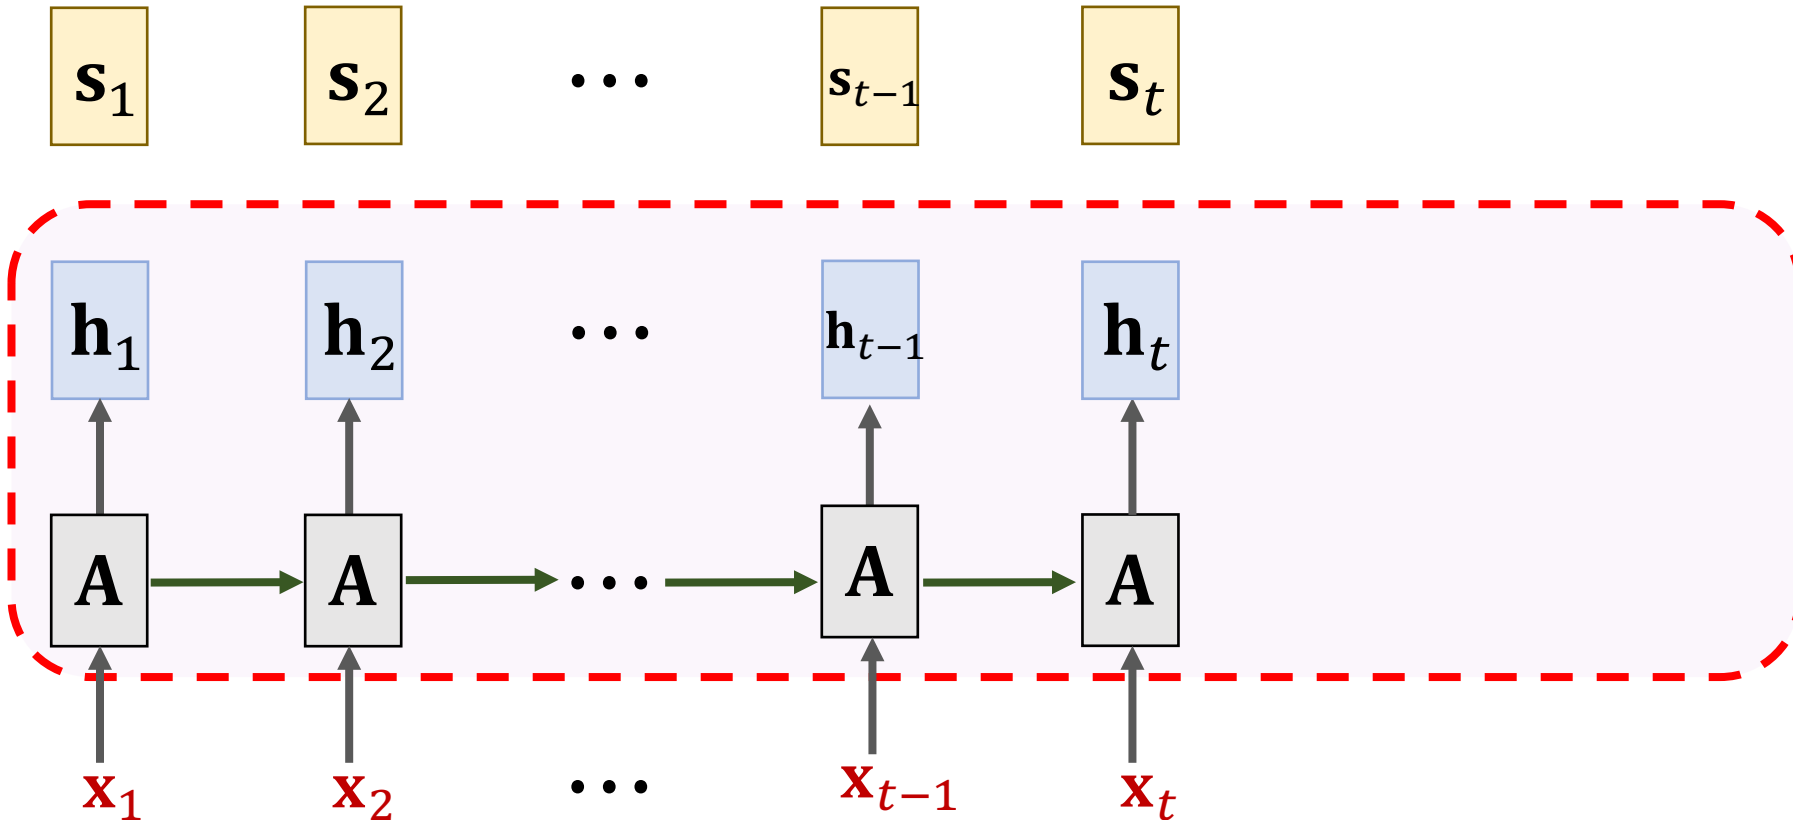 s₁ s₂ ... sₜ₋₁ sₜ
h₁ h₂ ... hₜ₋₁ hₜ
A A ... A A
x₁ x₂ ... xₜ₋₁ xₜ